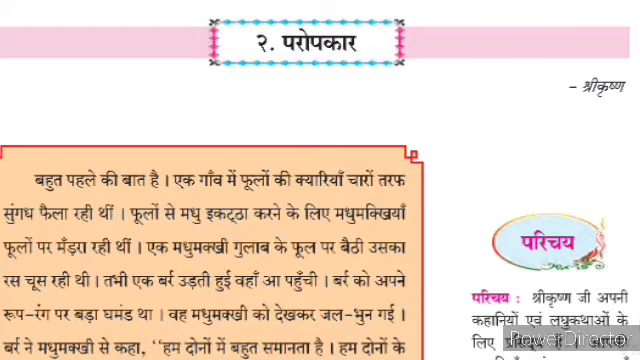 २. परोपकार
– श्रीकृष्ण
बहुत पहले की बात है । एक गाँव में फूलों की क्यारियाँ चारों तरफ
सुंगध फैला रही थीं । फूलों से मधु इकट्ठा करने के लिए मधुमक्खियाँ
फूलों पर मँड़रा रही थीं । एक मधुमक्खी गुलाब के फूल पर बैठी उसका
रस चूस रही थी । तभी एक बर्र उड़ती हुई वहाँ आ पहुँची । बर्र को अपने
रूप-रंग पर बड़ा घमंड था । वह मधुमक्खी को देखकर जल-भुन गई ।
बर्र ने मधुमक्खी से कहा, ‘‘हम दोनों में बहुत समानता है । हम दोनों के
परिचय
परिचय : श्रीकृष्ण जी अपनी
कहानियों एवं लघुकथाओं के
लिए
PowerDirector